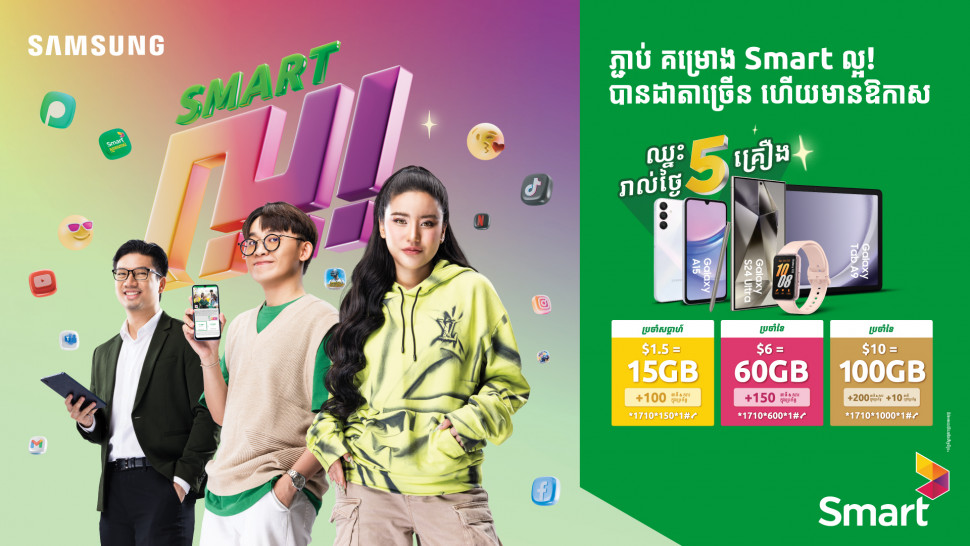 SAMSUNG
SMART
ល្អ!
Smart
ភ្ជាប់ គម្រោង Smart ល្អ!
បានដាតាច្រើន ហើយមានឱកាស
ឈ្នះ
រាល់ថ្ងៃ
5
គ្រឿង
Galaxy
A15
Galaxy
S24 Ultra
Galaxy
Tab A9
10
08
ប្រចាំសប្តាហ៍
$1.5 =
15GB
+100
*1710*150*1#
ប្រចាំខែ
$6 =
60GB
+150
*1710*600*1#
ប្រចាំខែ
$10 =
100GB
+200
+10
*1710*1000*1#
Smart